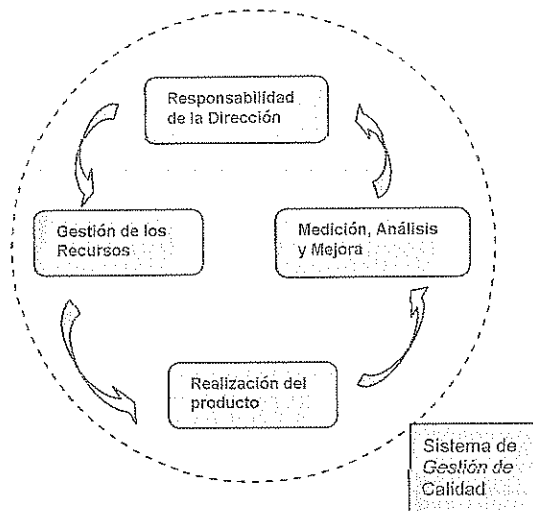 Responsabilidad
de la Dirección
Gestión de los
Recursos
Medición, Análisis
y Mejora
Realización del
producto
Sistema de
Gestión de
Calidad